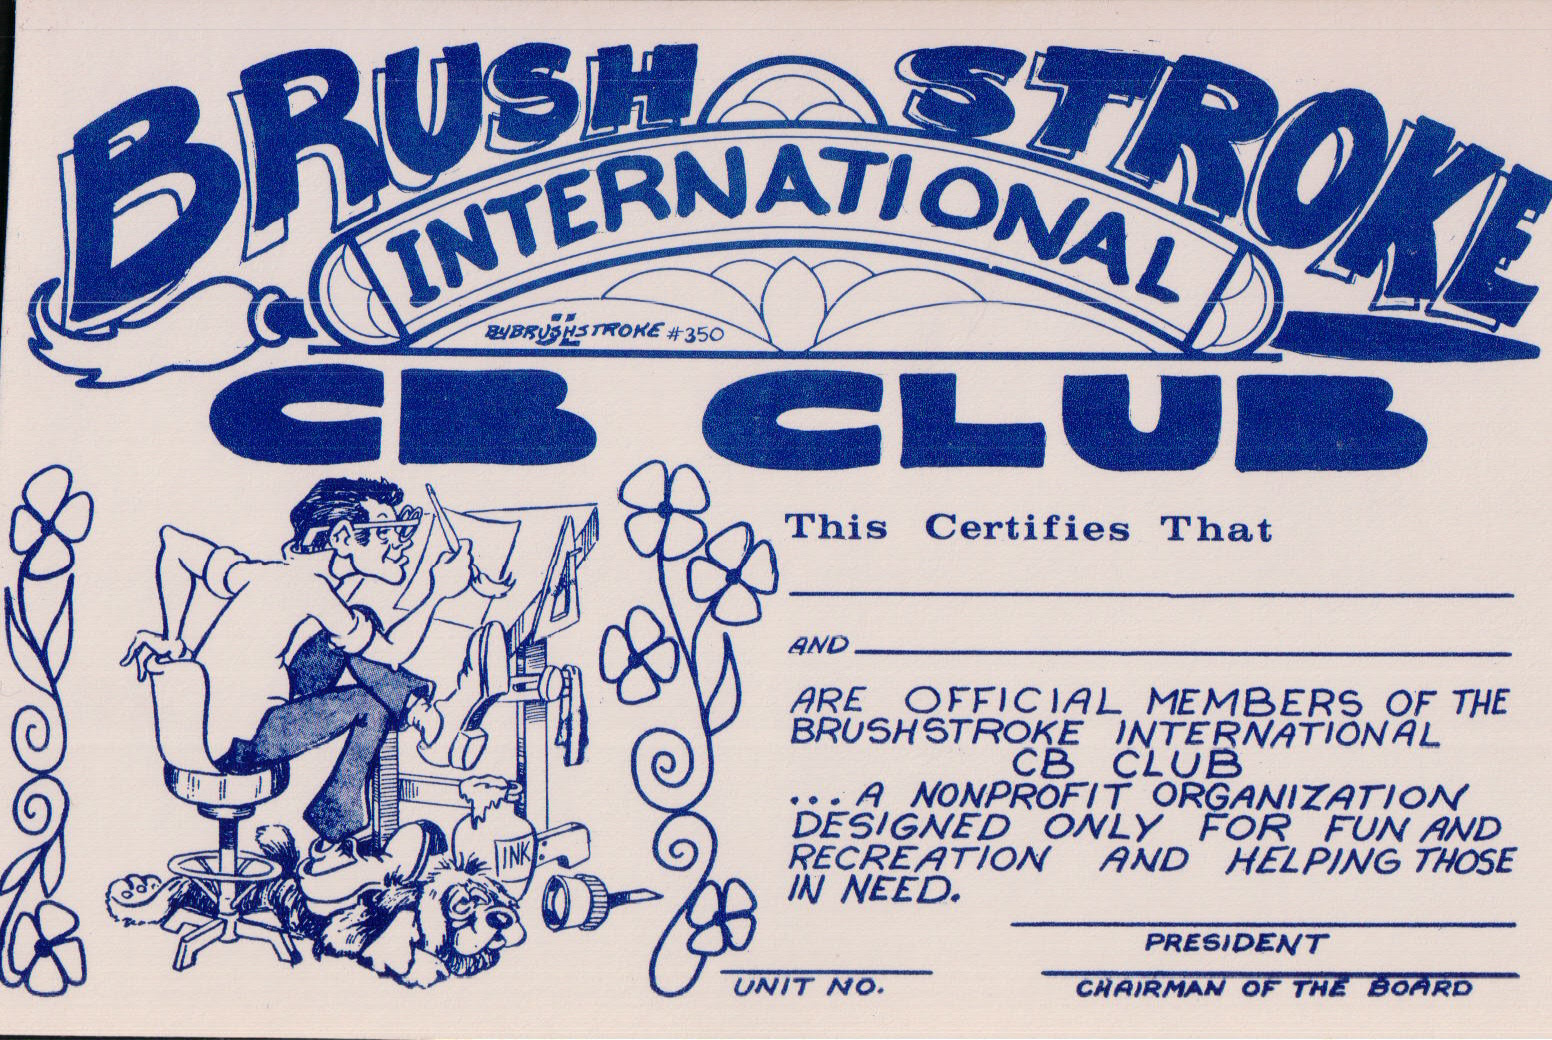 BRUSH STROKE
INTERNATIONAL
BY BRUSHSTROKE #350
CB CLUB
This Certifies That
AND
ARE OFFICIAL MEMBERS OF THE
BRUSHSTROKE INTERNATIONAL
CB CLUB
... A NONPROFIT ORGANIZATION
DESIGNED ONLY FOR FUN AND
RECREATION AND HELPING THOSE
IN NEED.
INK
PRESIDENT
UNIT NO.
CHAIRMAN OF THE BOARD